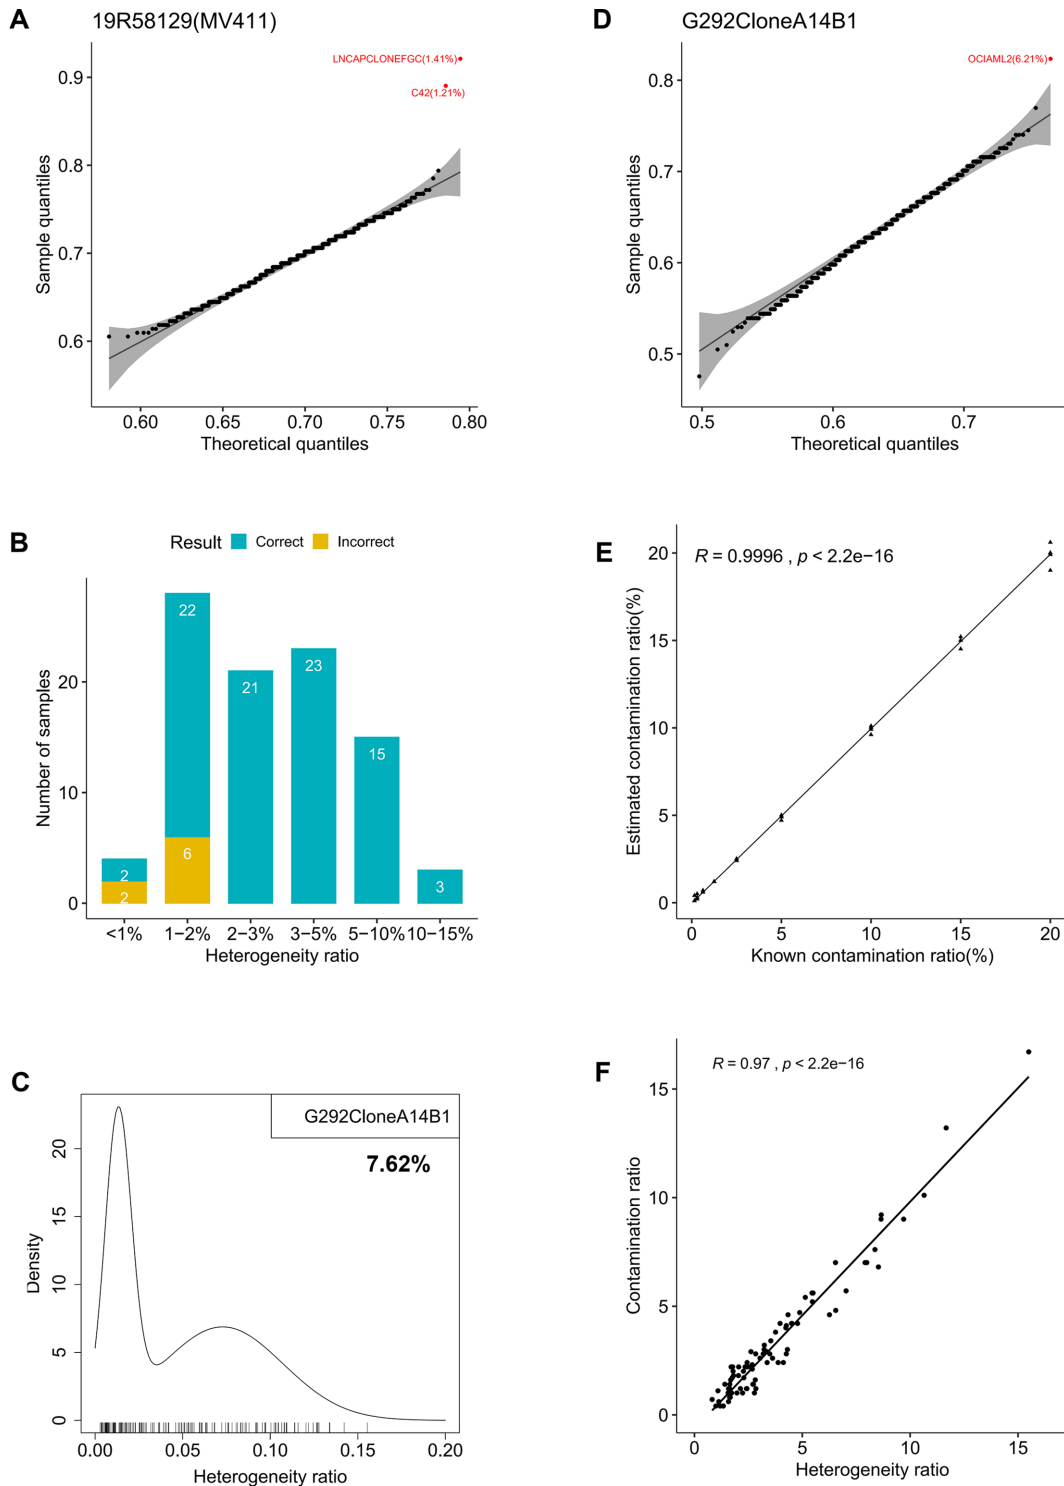 A
19R58129(MV411)
LNCAPCLONEFGC(1.41%)
C42(1.21%)
0.9
0.8
0.7
0.6
Sample quantiles
0.60
0.65
0.70
0.75
0.80
Theoretical quantiles
D
G292CloneA14B1
OCIAML2(6.21%)
0.8
0.7
0.6
0.5
Sample quantiles
0.5
0.6
0.7
Theoretical quantiles
B
Result Correct Incorrect
22
6
21
23
15
3
2
2
20
10
0
Number of samples
<1%
1−2%
2−3%
3−5%
5−10%
10−15%
Heterogeneity ratio
E
R = 0.9996 , p < 2.2e−16
20
15
10
5
0
Estimated contamination ratio(%)
0
5
10
15
20
Known contamination ratio(%)
C
G292CloneA14B1
7.62%
20
15
10
5
0
Density
0.00
0.05
0.10
0.15
0.20
Heterogeneity ratio
F
R = 0.97 , p < 2.2e−16
15
10
5
0
Contamination ratio
0
5
10
15
Heterogeneity ratio